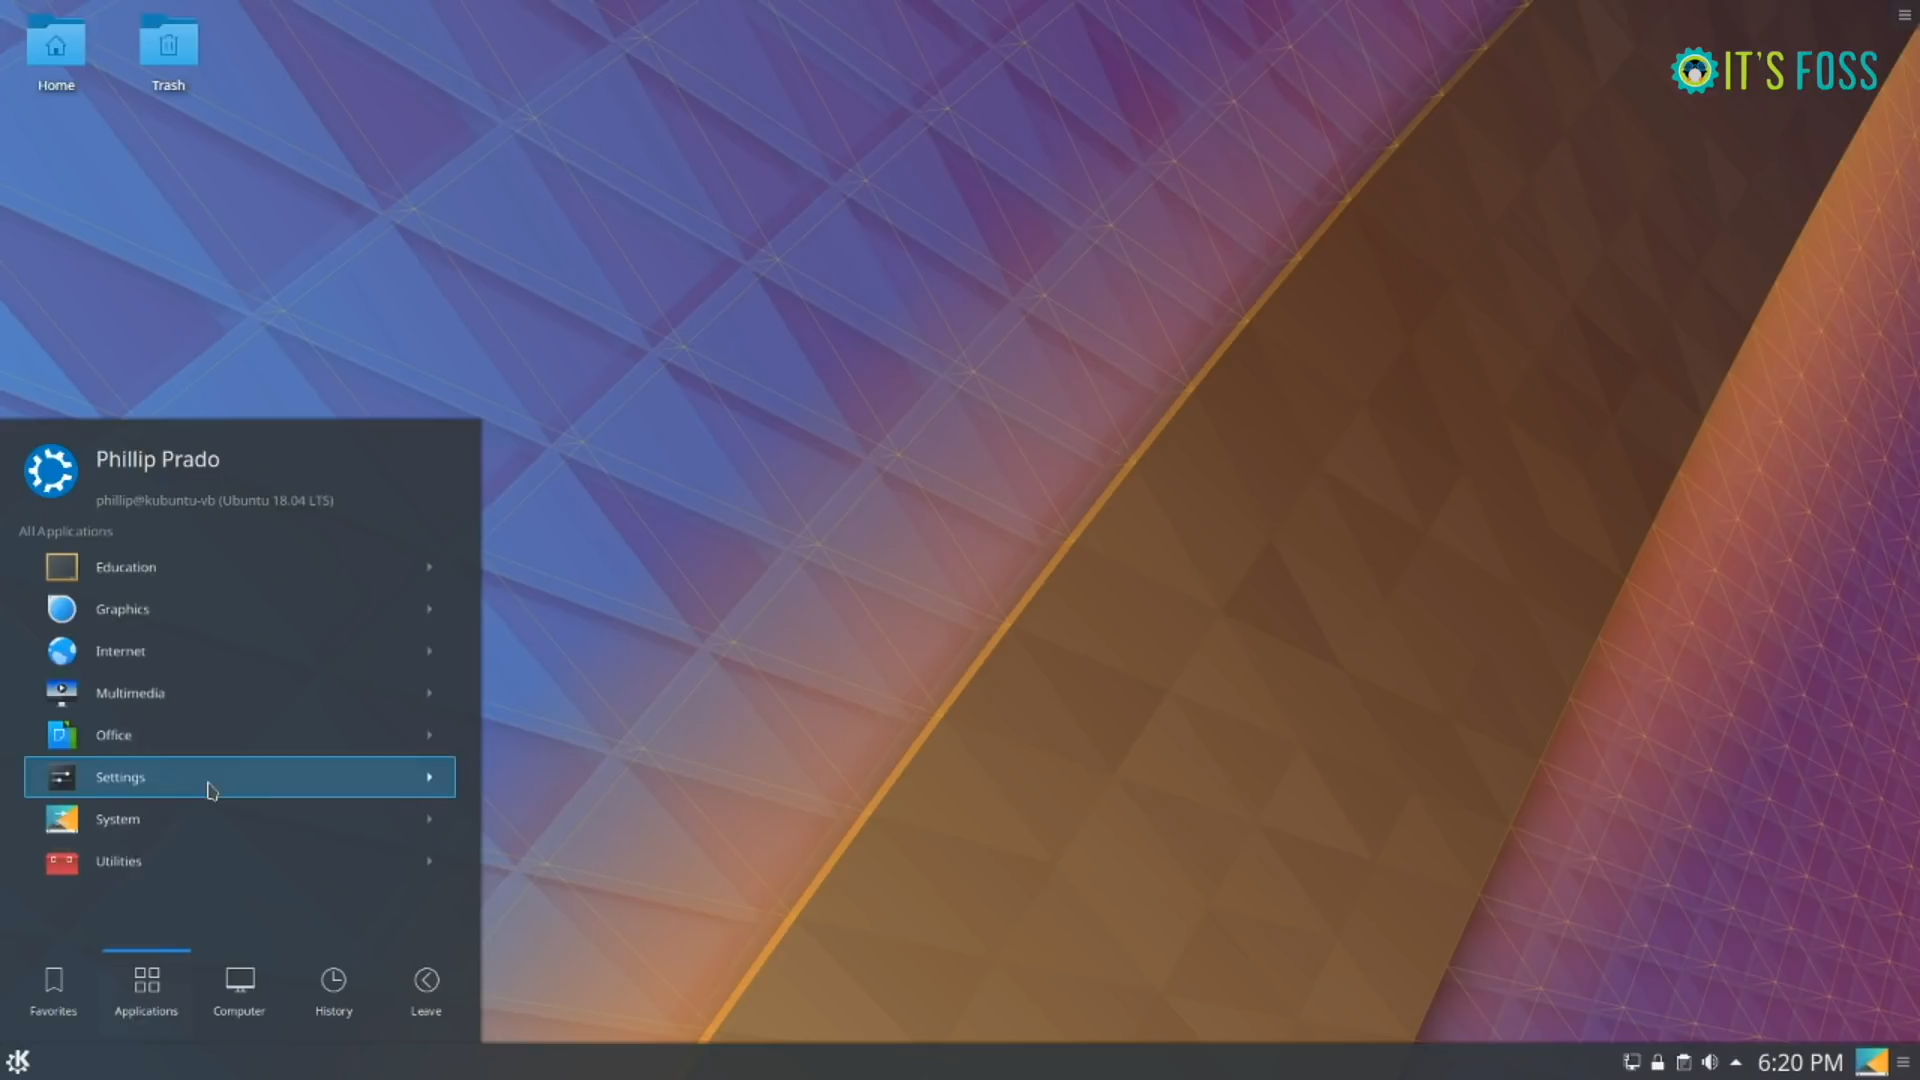 Home
Trash
IT'S FOSS
Phillip Prado
phillip@kubuntu-vb (Ubuntu 18.04 LTS)
All Applications
Education
Graphics
Internet
Multimedia
Office
Settings
System
Utilities
Favorites
Applications
Computer
History
Leave
6:20 PM